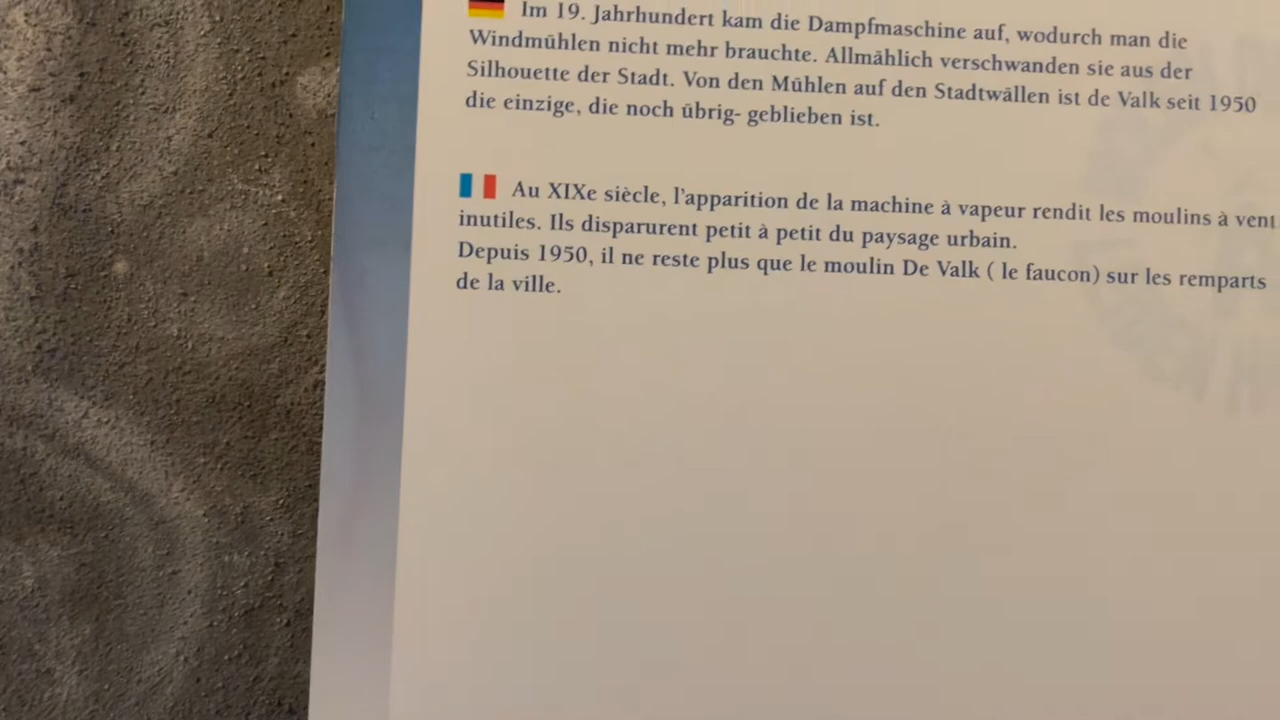 Im 19. Jahrhundert kam die Dampfmaschine auf, wodurch man die
Windmühlen nicht mehr brauchte. Allmählich verschwanden sie aus der
Silhouette der Stadt. Von den Mühlen auf den Stadtwällen ist de Valk seit 1950
die einzige, die noch übrig- geblieben ist.
Au XIXe siècle, l'apparition de la machine à vapeur rendit les moulins à vent
inutiles. Ils disparurent petit à petit du paysage urbain.
Depuis 1950, il ne reste plus que le moulin De Valk ( le faucon) sur les remparts
de la ville.